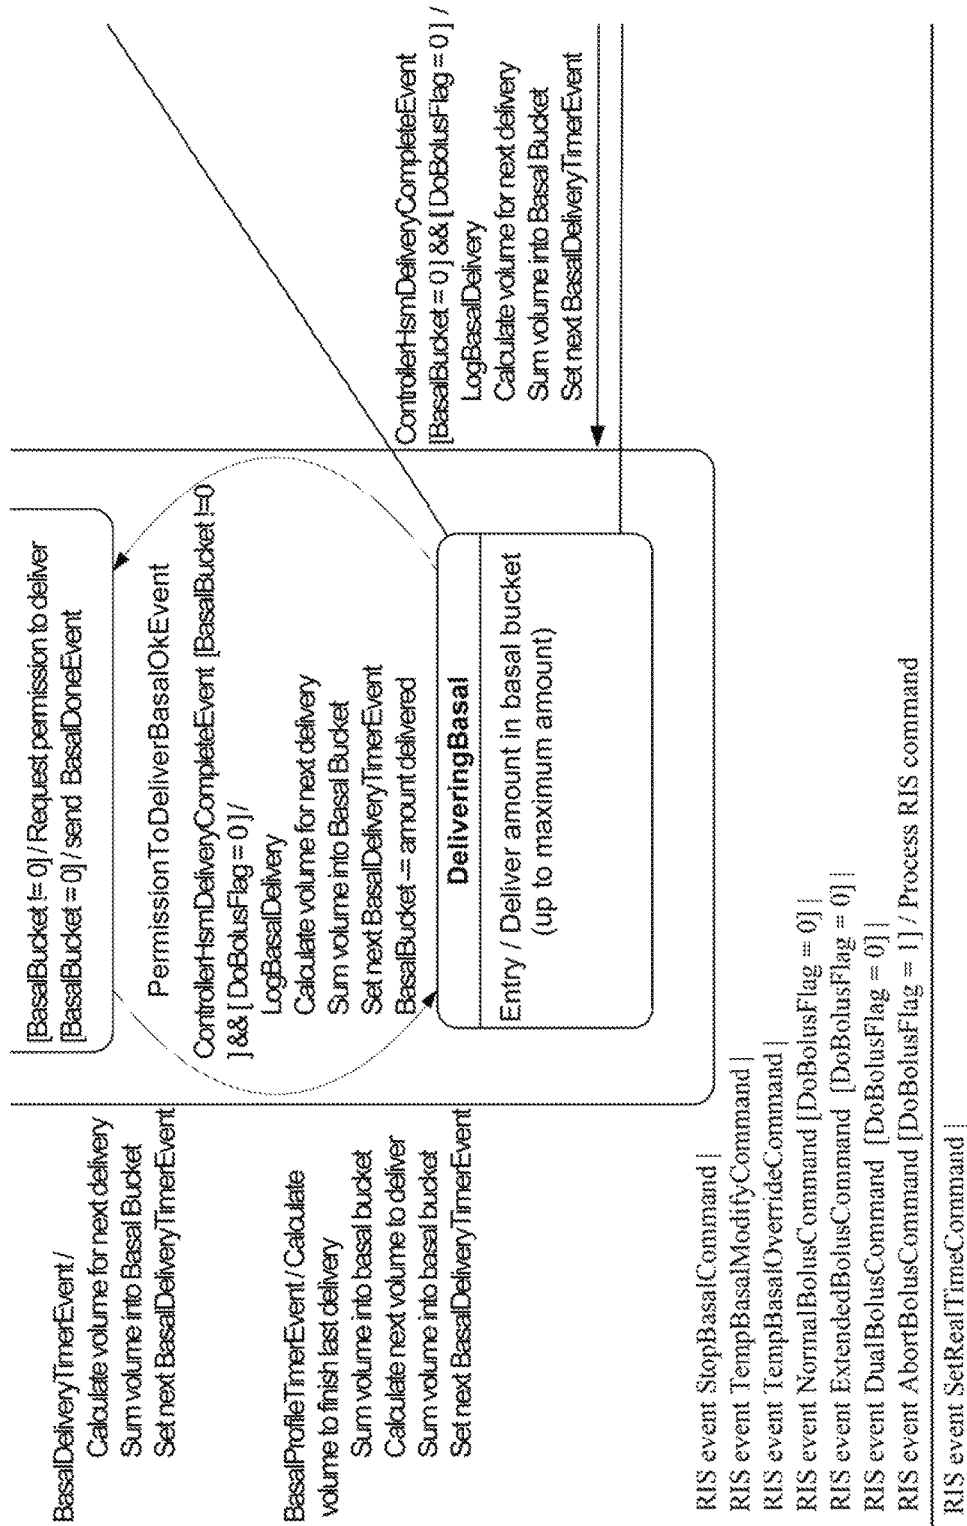 BasalDeliveryTimerEvent /
Calculate volume for next delivery
Sum volume into Basal Bucket
Set next BasalDeliveryTimerEvent
BasalProfileTimerEvent / Calculate
volume to finish last delivery
Sum volume into basal bucket
Calculate next volume to deliver
Sum volume into basal bucket
Set next BasalDeliveryTimerEvent
[BasalBucket != 0] / Request permission to deliver
[BasalBucket = 0] / send BasalDoneEvent
PermissionToDeliverBasalOkEvent
ControllerHsmDeliveryCompleteEvent [BasalBucket !=0
] && [ DoBolusFlag = 0 ] /
LogBasalDelivery
Calculate volume for next delivery
Sum volume into Basal Bucket
Set next BasalDeliveryTimerEvent
BasalBucket -= amount delivered
DeliveringBasal
Entry / Deliver amount in basal bucket
(up to maximum amount)
ControllerHsmDeliveryCompleteEvent
[BasalBucket = 0] && [ DoBolusFlag = 0 ] /
LogBasalDelivery
Calculate volume for next delivery
Sum volume into Basal Bucket
Set next BasalDeliveryTimerEvent
RIS event StopBasalCommand |
RIS event TempBasalModifyCommand |
RIS event TempBasalOverrideCommand |
RIS event NormalBolusCommand [DoBolusFlag = 0] |
RIS event ExtendedBolusCommand [DoBolusFlag = 0] |
RIS event DualBolusCommand [DoBolusFlag = 0] |
RIS event AbortBolusCommand [DoBolusFlag = 1] / Process RIS command
RIS event SetRealTimeCommand |